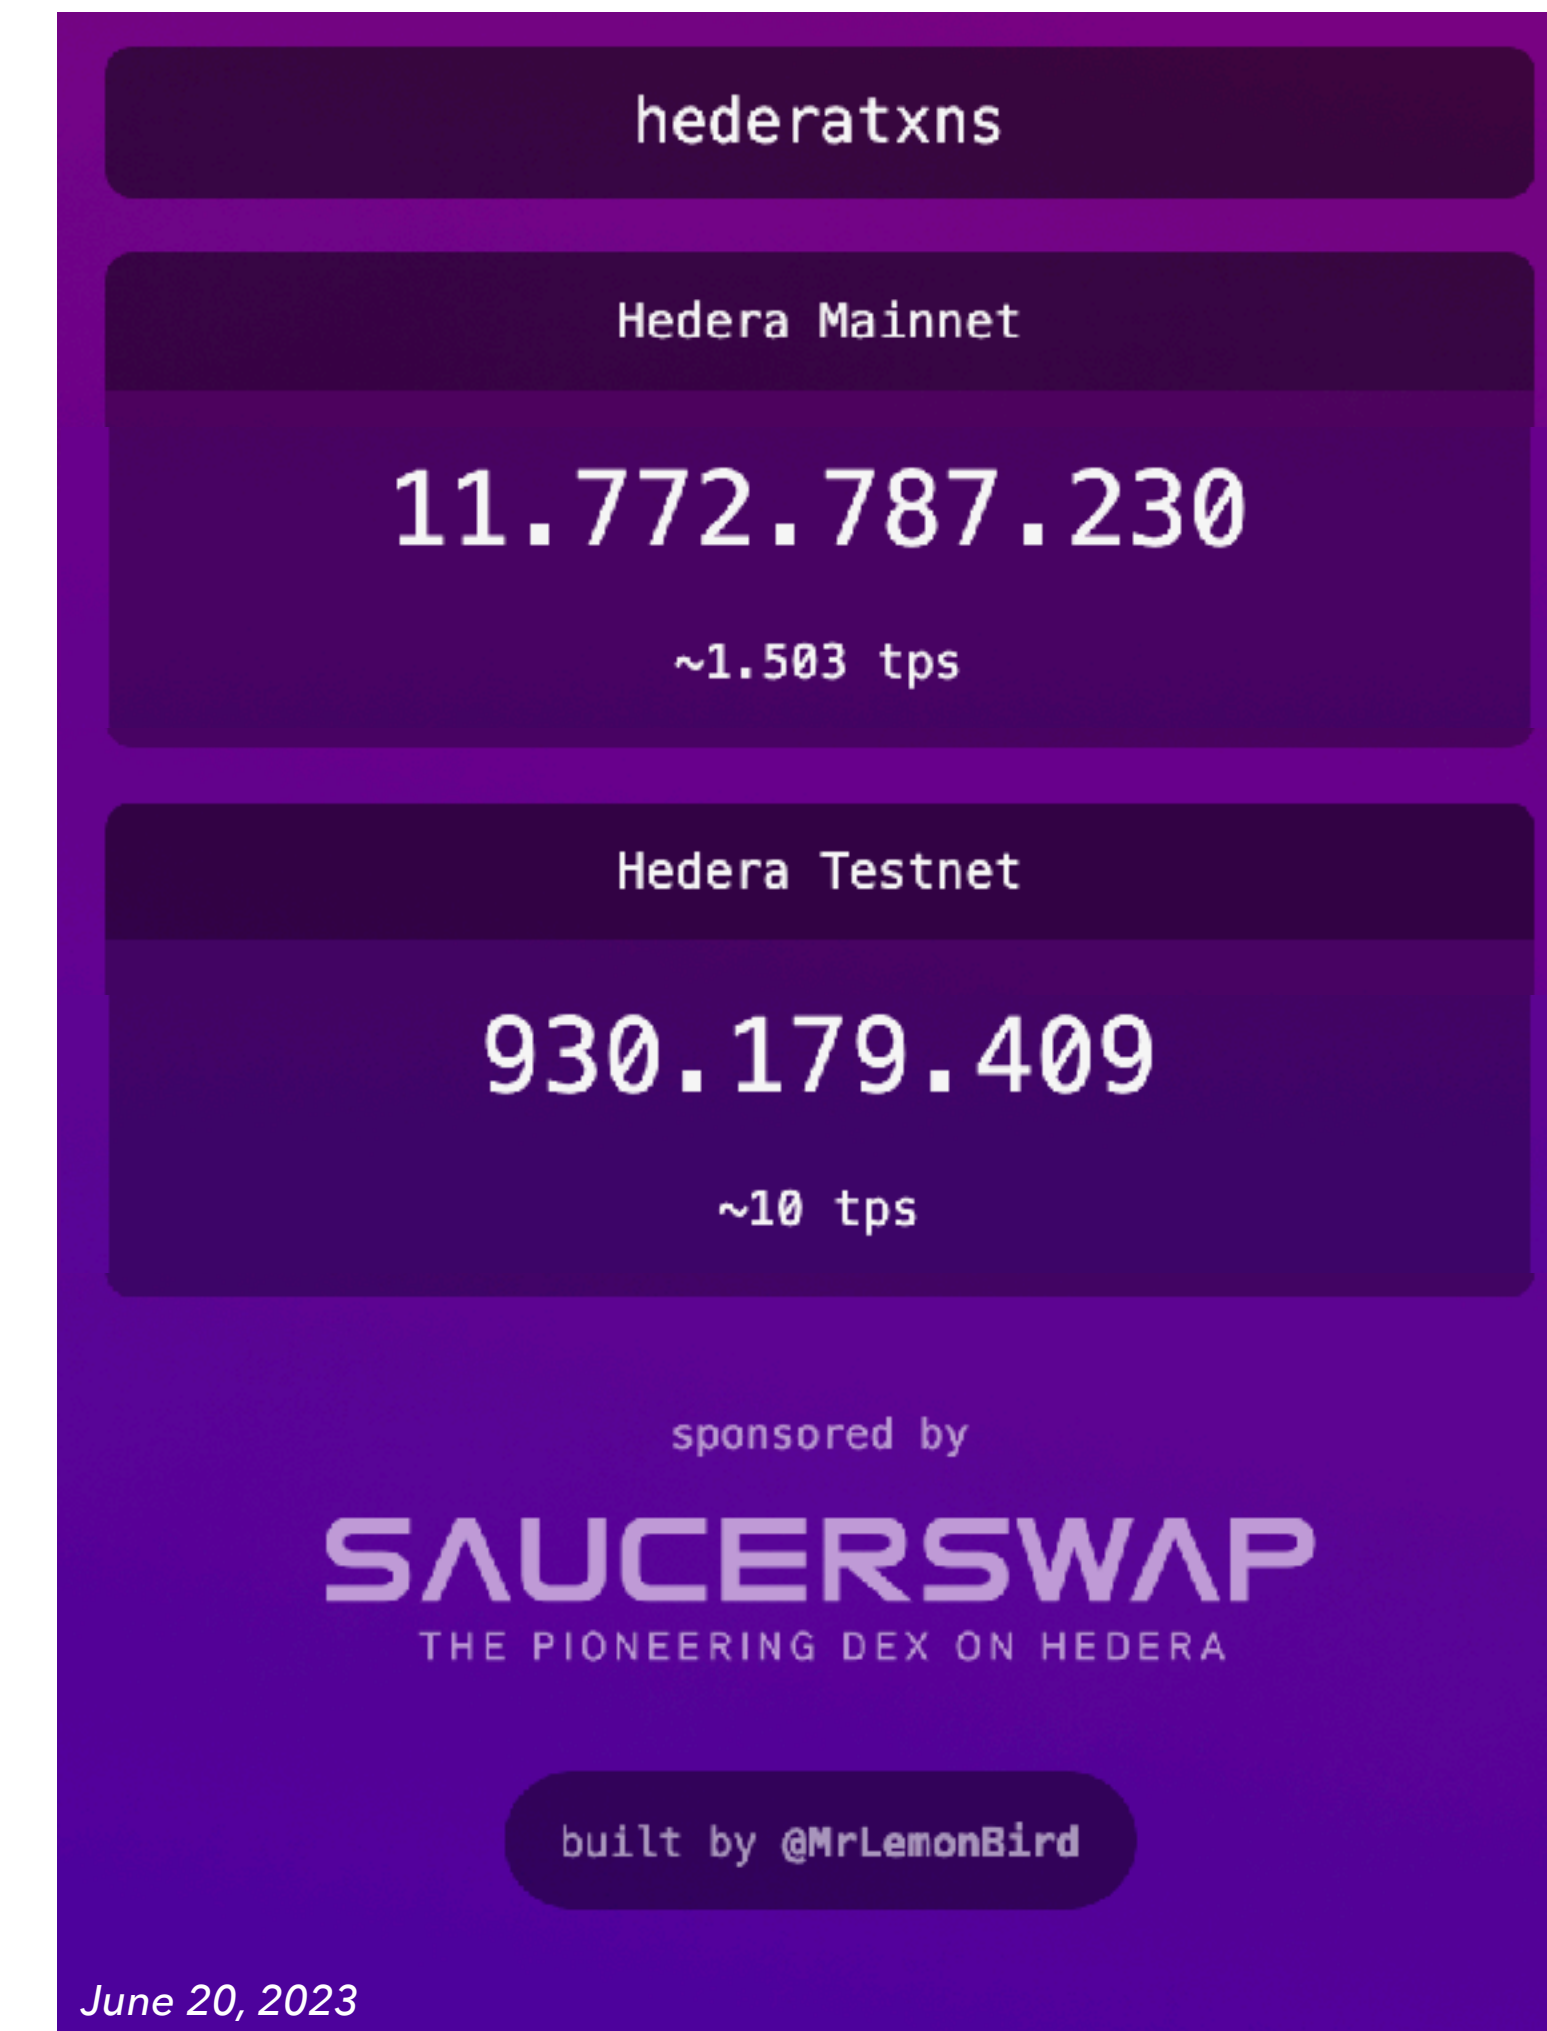 hederatxns
Hedera Mainnet
11.772.787.230
~1.503 tps
Hedera Testnet
930.179.409
~10 tps
sponsored by
SAUCERSWAP
THE PIONEERING DEX ON HEDERA
built by @MrLemonBird
June 20, 2023